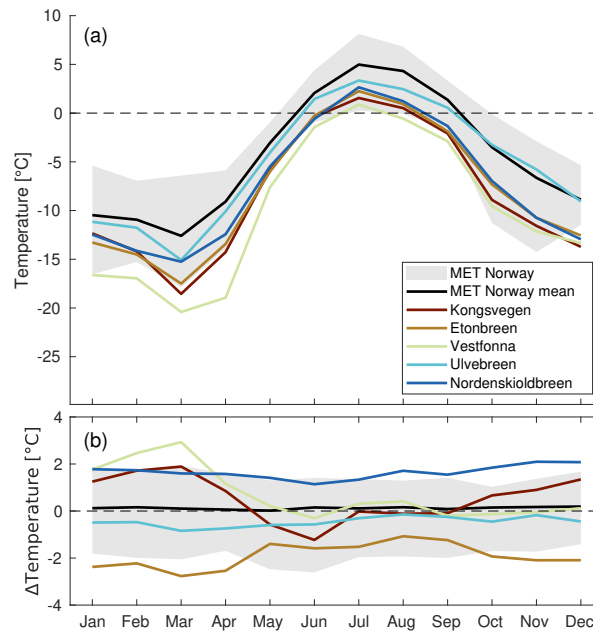 (a)
Temperature [°C]
10
5
0
-5
-10
-15
-20
-25
MET Norway
MET Norway mean
Kongsvegen
Etonbreen
Vestfonna
Ulvebreen
Nordenskioldbreen
(b)
ΔTemperature [°C]
4
2
0
-2
-4
Jan Feb Mar Apr May Jun Jul Aug Sep Oct Nov Dec